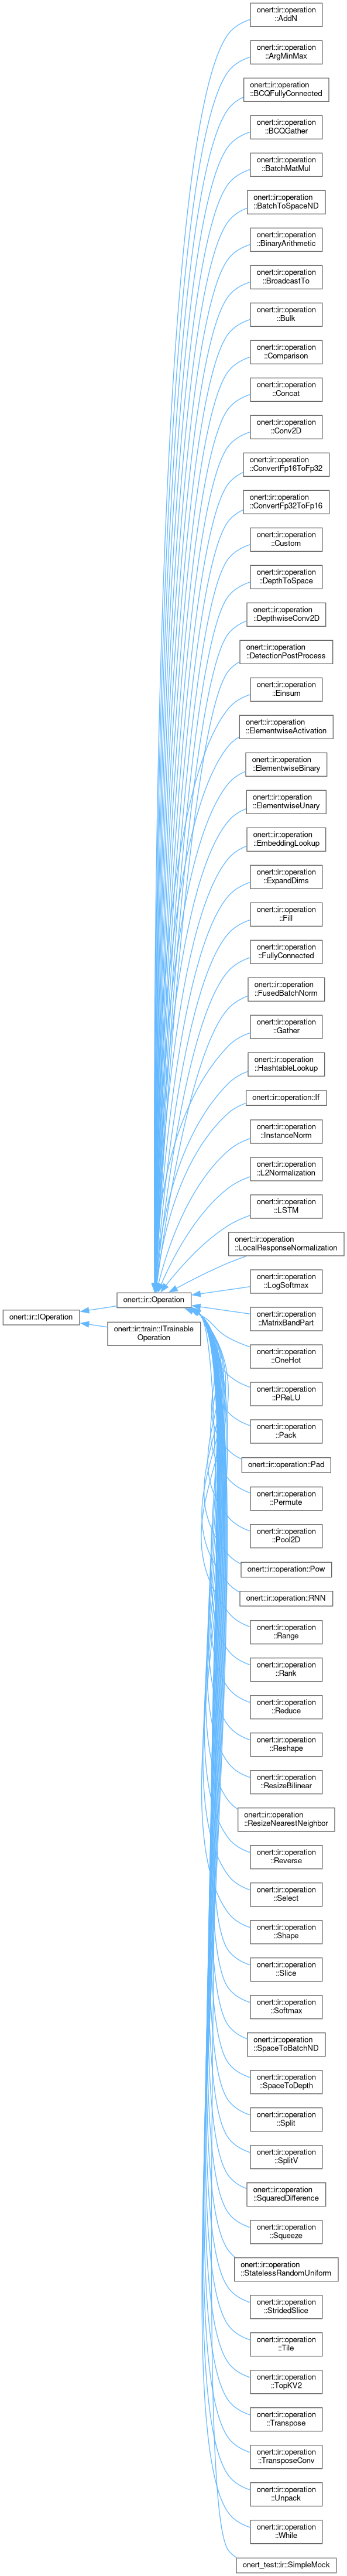 onert::ir::operation
::AddN
onert::ir::operation
::ArgMinMax
onert::ir::operation
::BCQFullyConnected
onert::ir::operation
::BCQGather
onert::ir::operation
::BatchMatMul
onert::ir::operation
::BatchToSpaceND
onert::ir::operation
::BinaryArithmetic
onert::ir::operation
::BroadcastTo
onert::ir::operation
::Bulk
onert::ir::operation
::Comparison
onert::ir::operation
::Concat
onert::ir::operation
::Conv2D
onert::ir::operation
::ConvertFp16ToFp32
onert::ir::operation
::ConvertFp32ToFp16
onert::ir::operation
::Custom
onert::ir::operation
::DepthToSpace
onert::ir::operation
::DepthwiseConv2D
onert::ir::operation
::DetectionPostProcess
onert::ir::operation
::Einsum
onert::ir::operation
::ElementwiseActivation
onert::ir::operation
::ElementwiseBinary
onert::ir::operation
::ElementwiseUnary
onert::ir::operation
::EmbeddingLookup
onert::ir::operation
::ExpandDims
onert::ir::operation
::Fill
onert::ir::operation
::FullyConnected
onert::ir::operation
::FusedBatchNorm
onert::ir::operation
::Gather
onert::ir::operation
::HashtableLookup
onert::ir::operation::If
onert::ir::operation
::InstanceNorm
onert::ir::operation
::L2Normalization
onert::ir::operation
::LSTM
onert::ir::operation
::LocalResponseNormalization
onert::ir::IOperation
onert::ir::Operation
onert::ir::train::ITrainable
Operation
onert::ir::operation
::LogSoftmax
onert::ir::operation
::MatrixBandPart
onert::ir::operation
::OneHot
onert::ir::operation
::PReLU
onert::ir::operation
::Pack
onert::ir::operation::Pad
onert::ir::operation
::Permute
onert::ir::operation
::Pool2D
onert::ir::operation::Pow
onert::ir::operation::RNN
onert::ir::operation
::Range
onert::ir::operation
::Rank
onert::ir::operation
::Reduce
onert::ir::operation
::Reshape
onert::ir::operation
::ResizeBilinear
onert::ir::operation
::ResizeNearestNeighbor
onert::ir::operation
::Reverse
onert::ir::operation
::Select
onert::ir::operation
::Shape
onert::ir::operation
::Slice
onert::ir::operation
::Softmax
onert::ir::operation
::SpaceToBatchND
onert::ir::operation
::SpaceToDepth
onert::ir::operation
::Split
onert::ir::operation
::SplitV
onert::ir::operation
::SquaredDifference
onert::ir::operation
::Squeeze
onert::ir::operation
::StatelessRandomUniform
onert::ir::operation
::StridedSlice
onert::ir::operation
::Tile
onert::ir::operation
::TopKV2
onert::ir::operation
::Transpose
onert::ir::operation
::TransposeConv
onert::ir::operation
::Unpack
onert::ir::operation
::While
onert_test::ir::SimpleMock